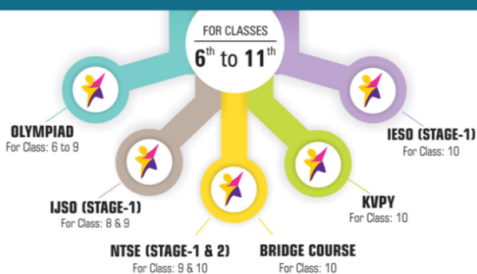 FOR CLASSES
6th to 11th
OLYMPIAD
For Class: 6 to 9
IJSO (STAGE-1)
For Class: 8 & 9
NTSE (STAGE-1 & 2)
For Class: 9 & 10
BRIDGE COURSE
For Class: 10
KVPY
For Class: 10
IESO (STAGE-1)
For Class: 10